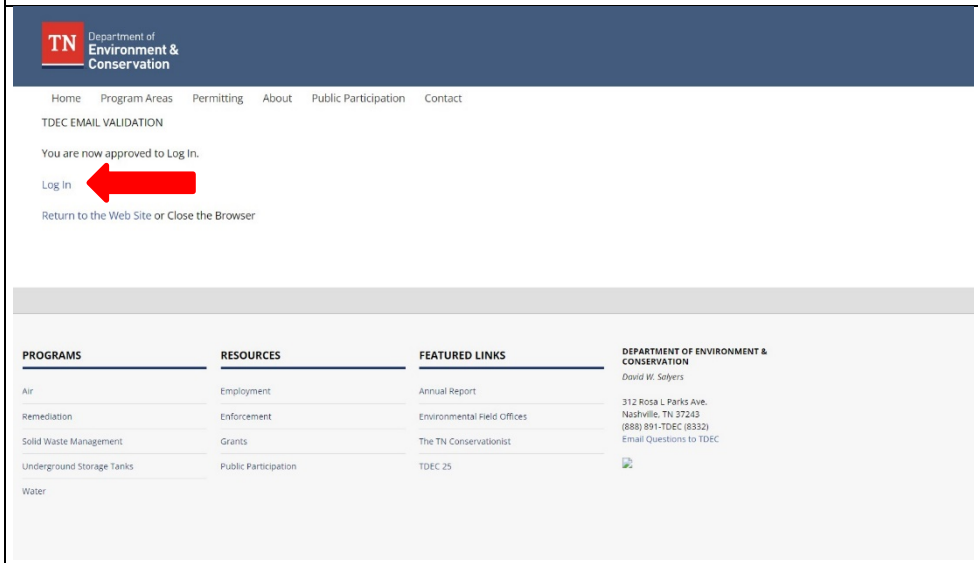 TN
Department of
Environment &
Conservation
Home Program Areas Permitting About Public Participation Contact
TDEC EMAIL VALIDATION
You are now approved to Log In.
Log In
Return to the Web Site or Close the Browser
PROGRAMS
Air
Remediation
Solid Waste Management
Underground Storage Tanks
Water
RESOURCES
Employment
Enforcement
Grants
Public Participation
FEATURED LINKS
Annual Report
Environmental Field Offices
The TN Conservationist
TDEC 25
DEPARTMENT OF ENVIRONMENT &
CONSERVATION
David W. Salyers
312 Rosa L Parks Ave.
Nashville, TN 37243
(888) 891-TDEC (8332)
Email Questions to TDEC